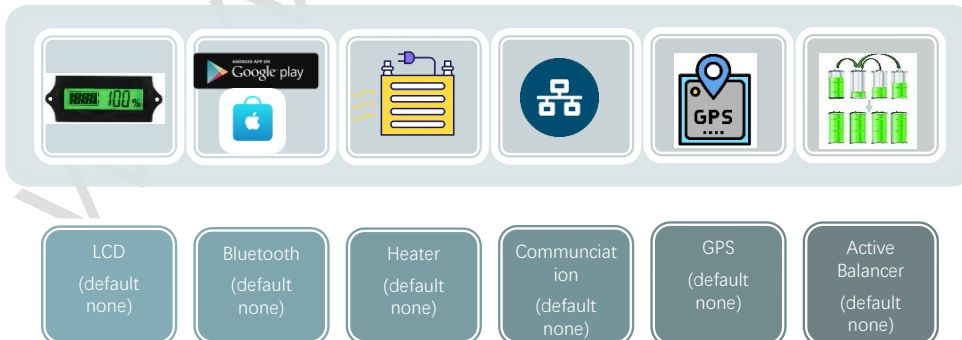 100%
ANDROID APP ON
Google play
GPS
LCD
(default
none)
Bluetooth
(default
none)
Heater
(default
none)
Communciat
ion
(default
none)
GPS
(default
none)
Active
Balancer
(default
none)